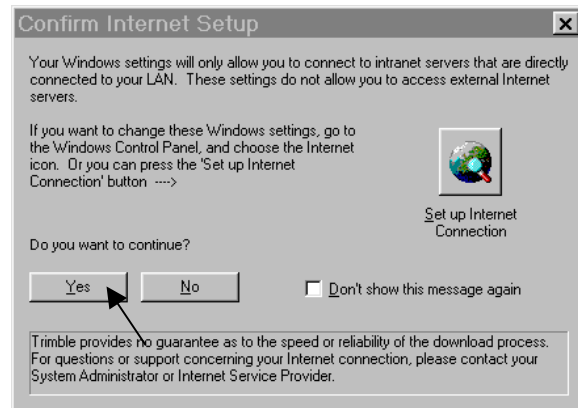 Confirm Internet Setup
Your Windows settings will only allow you to connect to intranet servers that are directly
connected to your LAN. These settings do not allow you to access external Internet
servers.
If you want to change these Windows settings, go to
the Windows Control Panel, and choose the Internet
icon. Or you can press the 'Set up Internet
Connection' button ---->
Set up Internet
Connection
Do you want to continue?
Yes
No
Don't show this message again
Trimble provides no guarantee as to the speed or reliability of the download process.
For questions or support concerning your Internet connection, please contact your
System Administrator or Internet Service Provider.